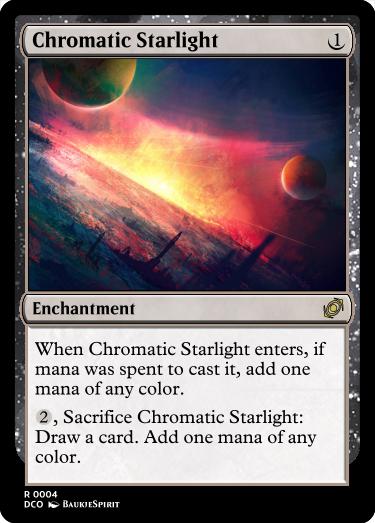 Chromatic Starlight 1
Enchantment
When Chromatic Starlight enters, if
mana was spent to cast it, add one
mana of any color.
2, Sacrifice Chromatic Starlight:
Draw a card. Add one mana of any
color.
R 0004
DCO BaukjeSpirit